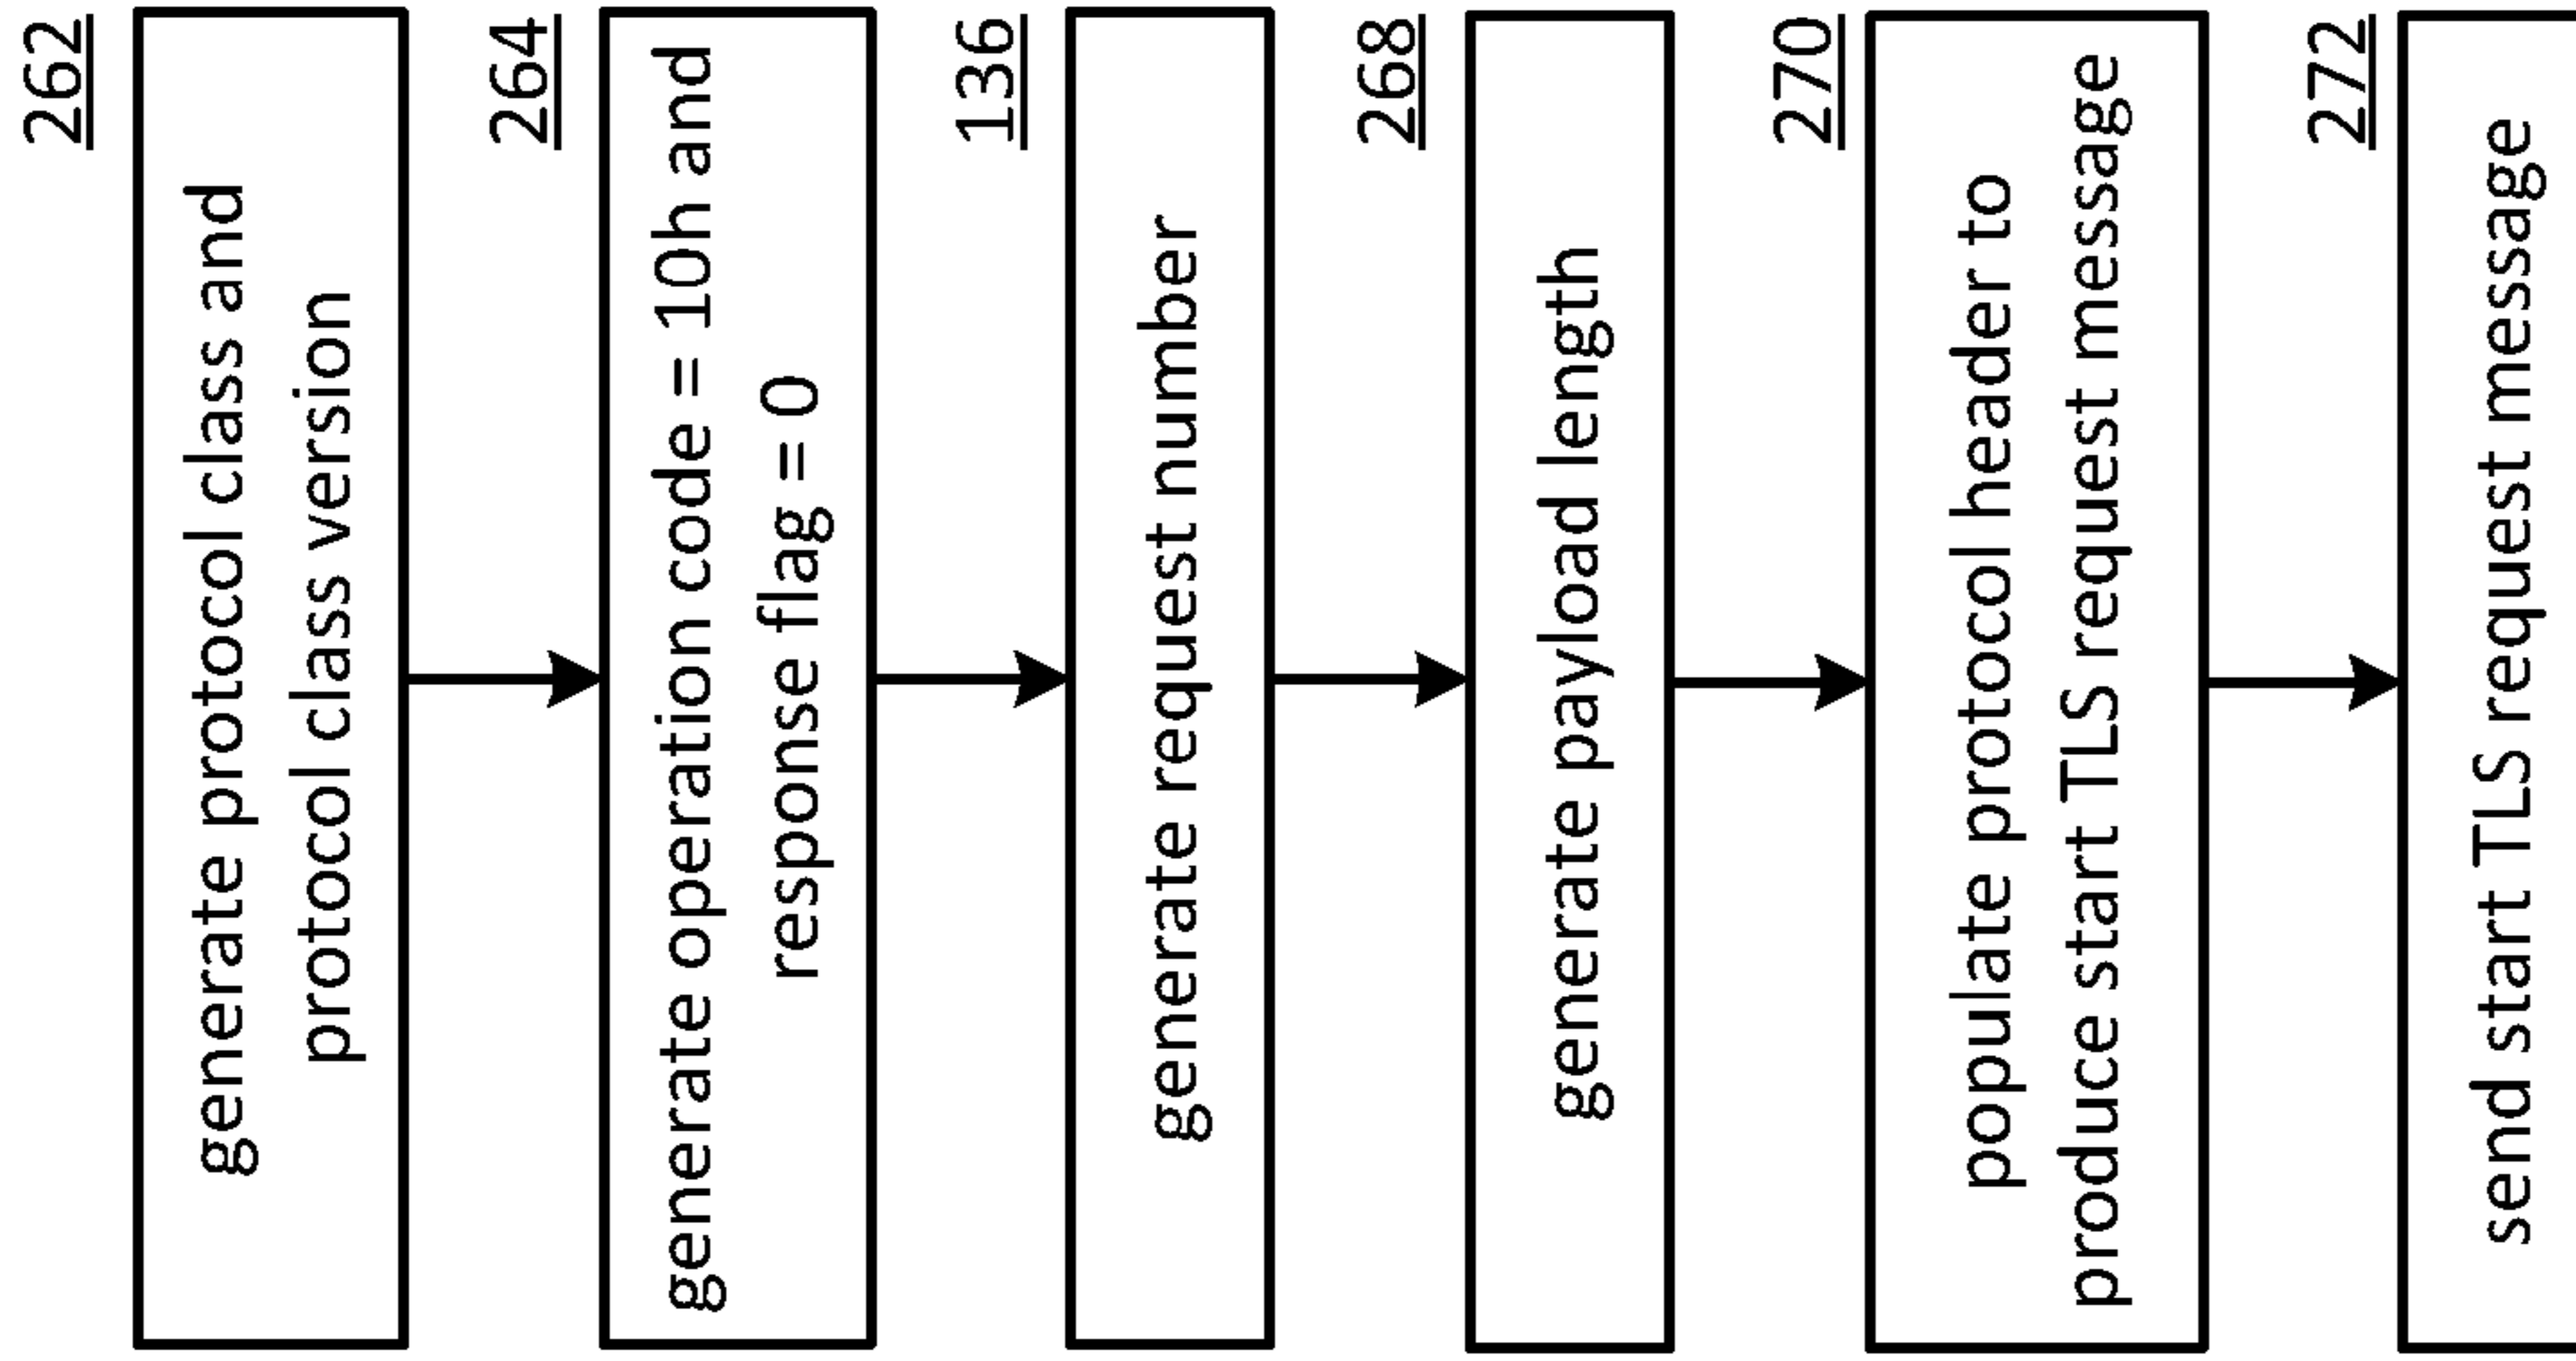 262
generate protocol class and
protocol class version
264
generate operation code = 10h and
response flag = 0
136
generate request number
268
generate payload length
270
populate protocol header to
produce start TLS request message
272
send start TLS request message